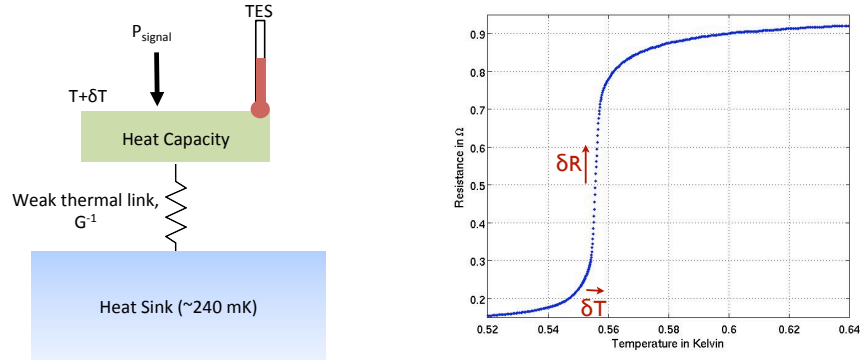 TES
P_signal
T+δT
Heat Capacity
Weak thermal link,
G⁻¹
Heat Sink (~240 mK)
Resistance in Ω
0.9
0.8
0.7
0.6
0.5
0.4
0.3
0.2
δR
δT
0.52
0.54
0.56
0.58
0.6
0.62
0.64
Temperature in Kelvin